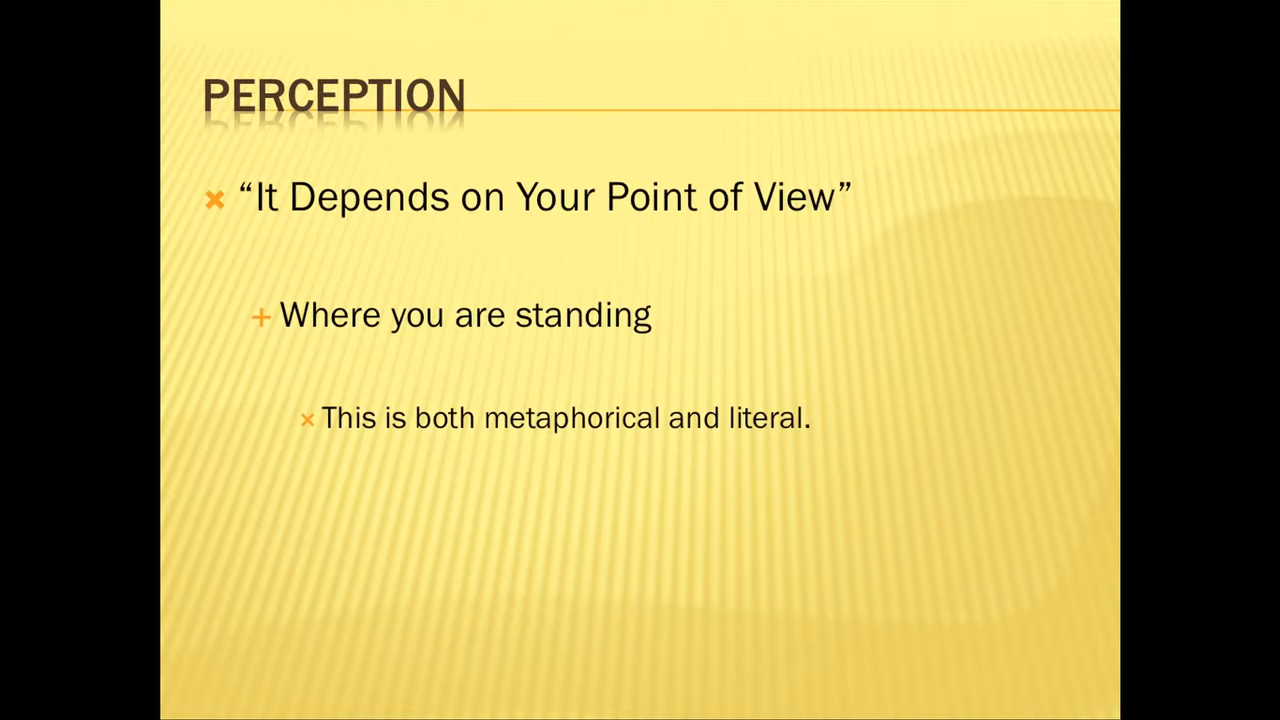 PERCEPTION
“It Depends on Your Point of View”
Where you are standing
This is both metaphorical and literal.